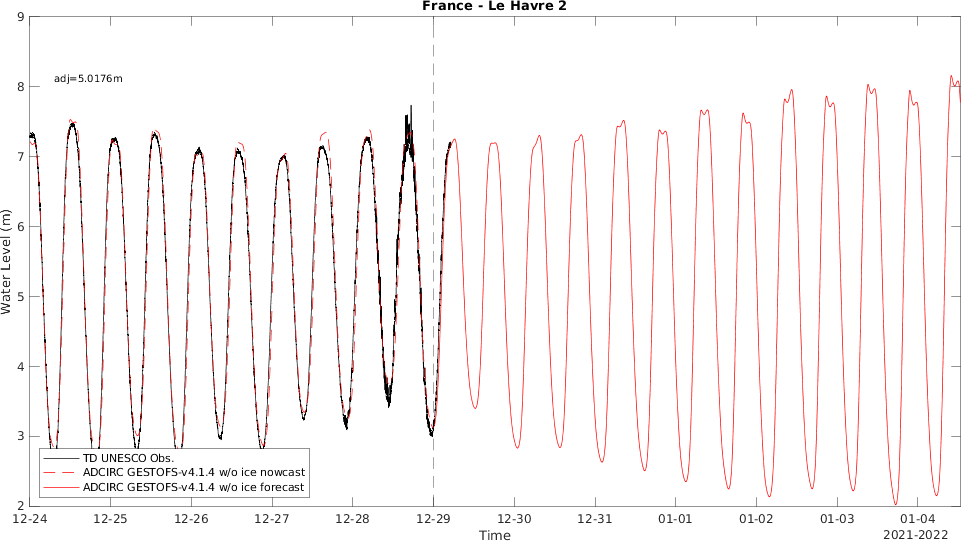 France - Le Havre 2
9
8
7
6
5
4
3
2
Water Level (m)
adj=5.0176m
TD UNESCO Obs.
ADCIRC GESTOFS-v4.1.4 w/o ice nowcast
ADCIRC GESTOFS-v4.1.4 w/o ice forecast
12-24 12-25 12-26 12-27 12-28 12-29 12-30 12-31 01-01 01-02 01-03 01-04
Time
2021-2022